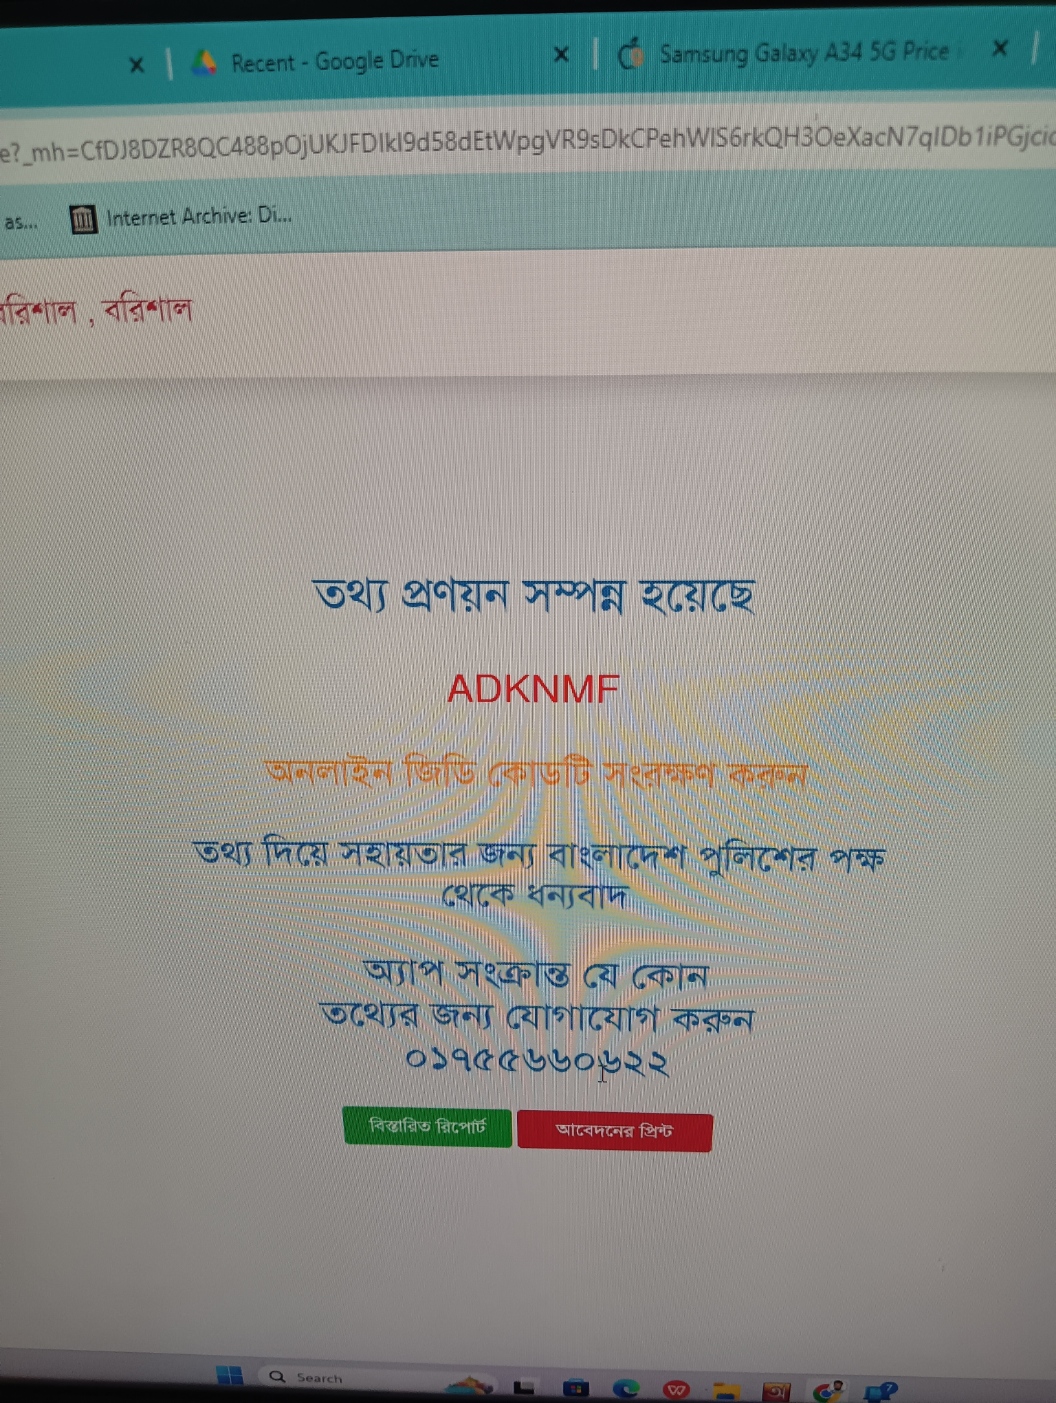 Recent - Google Drive
Samsung Galaxy A34 5G Price
e?_mh=CfDJ8DZR8QC488pOjUKJFDIkl9d58dEtWpgVR9sDkCPehWIS6rkQH3OeXacN7qIDb1iPGjcic
as...
Internet Archive: Di...
রিশাল , বরিশাল
তথ্য প্রণয়ন সম্পন্ন হয়েছে
ADKNMF
অনলাইন জিডি কোডটি সংরক্ষণ করুন
তথ্য দিয়ে সহায়তার জন্য বাংলাদেশ পুলিশের পক্ষ
থেকে ধন্যবাদ
অ্যাপ সংক্রান্ত যে কোন
তথ্যের জন্য যোগাযোগ করুন
০১৭৫৫৬৬০৬২২
বিস্তারিত রিপোর্ট
আবেদনের প্রিন্ট
Search